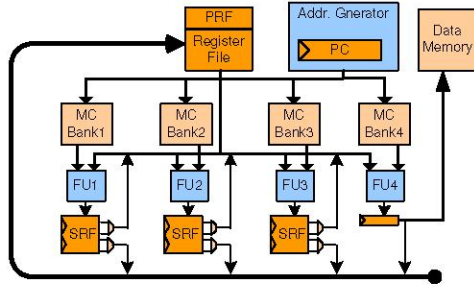 PRF
Register
File
Addr. Gnerator
PC
Data
Memory
MC
Bank1
MC
Bank2
MC
Bank3
MC
Bank4
FU1
FU2
FU3
FU4
SRF
SRF
SRF